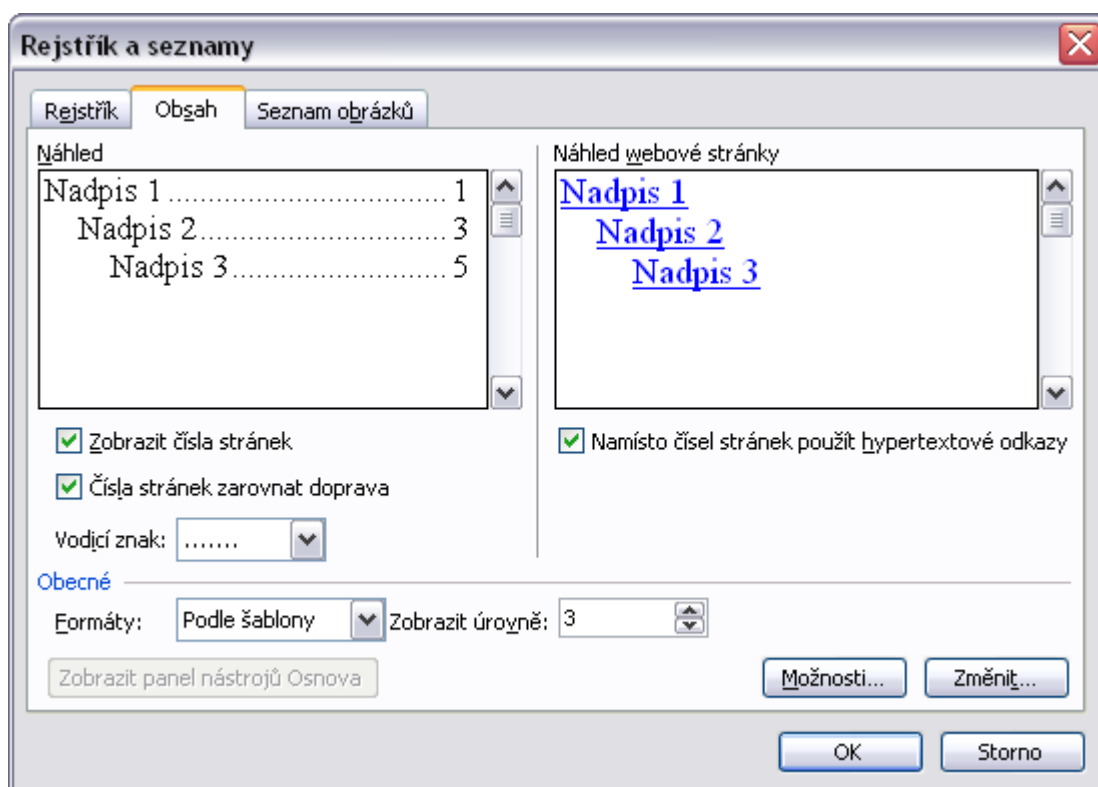 Rejstřík a seznamy
Rejstřík Obsah Seznam obrázků
Náhled
Nadpis 1 ................................... 1
Nadpis 2 ............................... 3
Nadpis 3 ........................... 5
Náhled webové stránky
Nadpis 1
Nadpis 2
Nadpis 3
Zobrazit čísla stránek
Čísla stránek zarovnat doprava
Vodicí znak: .......
Namísto čísel stránek použít hypertextové odkazy
Obecné
Formáty: Podle šablony Zobrazit úrovně: 3
Zobrazit panel nástrojů Osnova Možnosti... Změnit...
OK Storno